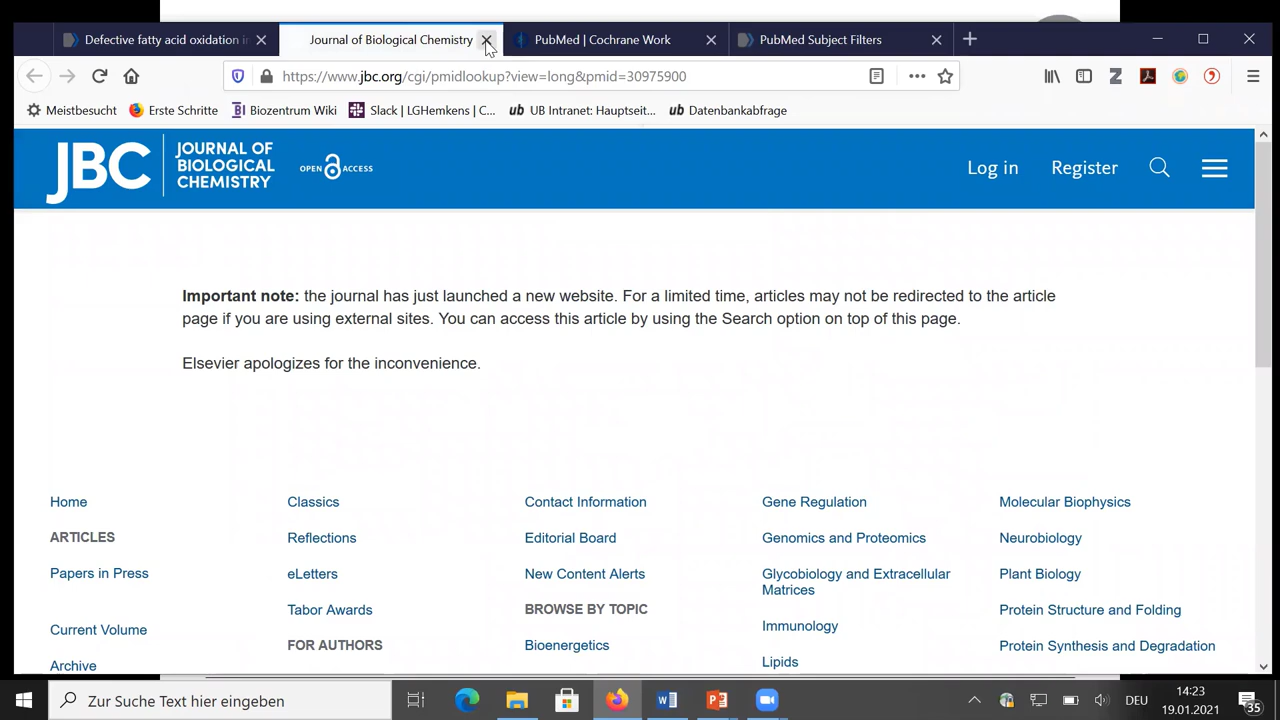 Defective fatty acid oxidation i
Journal of Biological Chemistry
PubMed | Cochrane Work
PubMed Subject Filters
https://www.jbc.org/cgi/pmidlookup?view=long&pmid=30975900
Meistbesucht
Erste Schritte
Biozentrum Wiki
Slack | LGHemkens | C...
UB Intranet: Hauptseit...
Datenbankabfrage
JBC
JOURNAL OF
BIOLOGICAL
CHEMISTRY
OPEN ACCESS
Log in
Register
Important note: the journal has just launched a new website. For a limited time, articles may not be redirected to the article
page if you are using external sites. You can access this article by using the Search option on top of this page.
Elsevier apologizes for the inconvenience.
Home
ARTICLES
Papers in Press
Current Volume
Archive
Classics
Reflections
eLetters
Tabor Awards
FOR AUTHORS
Contact Information
Editorial Board
New Content Alerts
BROWSE BY TOPIC
Bioenergetics
Gene Regulation
Genomics and Proteomics
Glycobiology and Extracellular
Matrices
Immunology
Lipids
Molecular Biophysics
Neurobiology
Plant Biology
Protein Structure and Folding
Protein Synthesis and Degradation
Zur Suche Text hier eingeben
DEU
14:23
19.01.2021
35